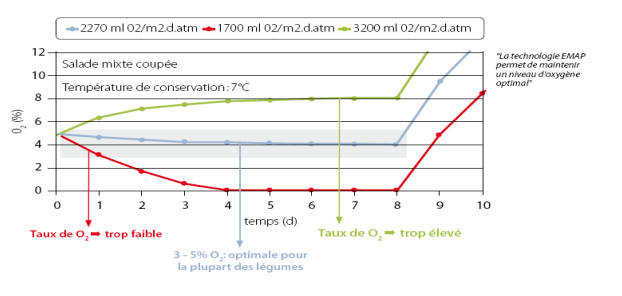 2270 ml 02/m2.d.atm 1700 ml 02/m2.d.atm 3200 ml 02/m2.d.atm
Salade mixte coupée
Température de conservation : 7°C
"La technologie EMAP
permet de maintenir
un niveau d'oxygène
optimal"
O2 (%)
12
10
8
6
4
2
0
0 1 2 3 4 5 6 7 8 9 10
temps (d)
Taux de O2 ➡ trop faible
3 - 5% O2: optimale pour
la plupart des légumes
Taux de O2 ➡ trop élevé